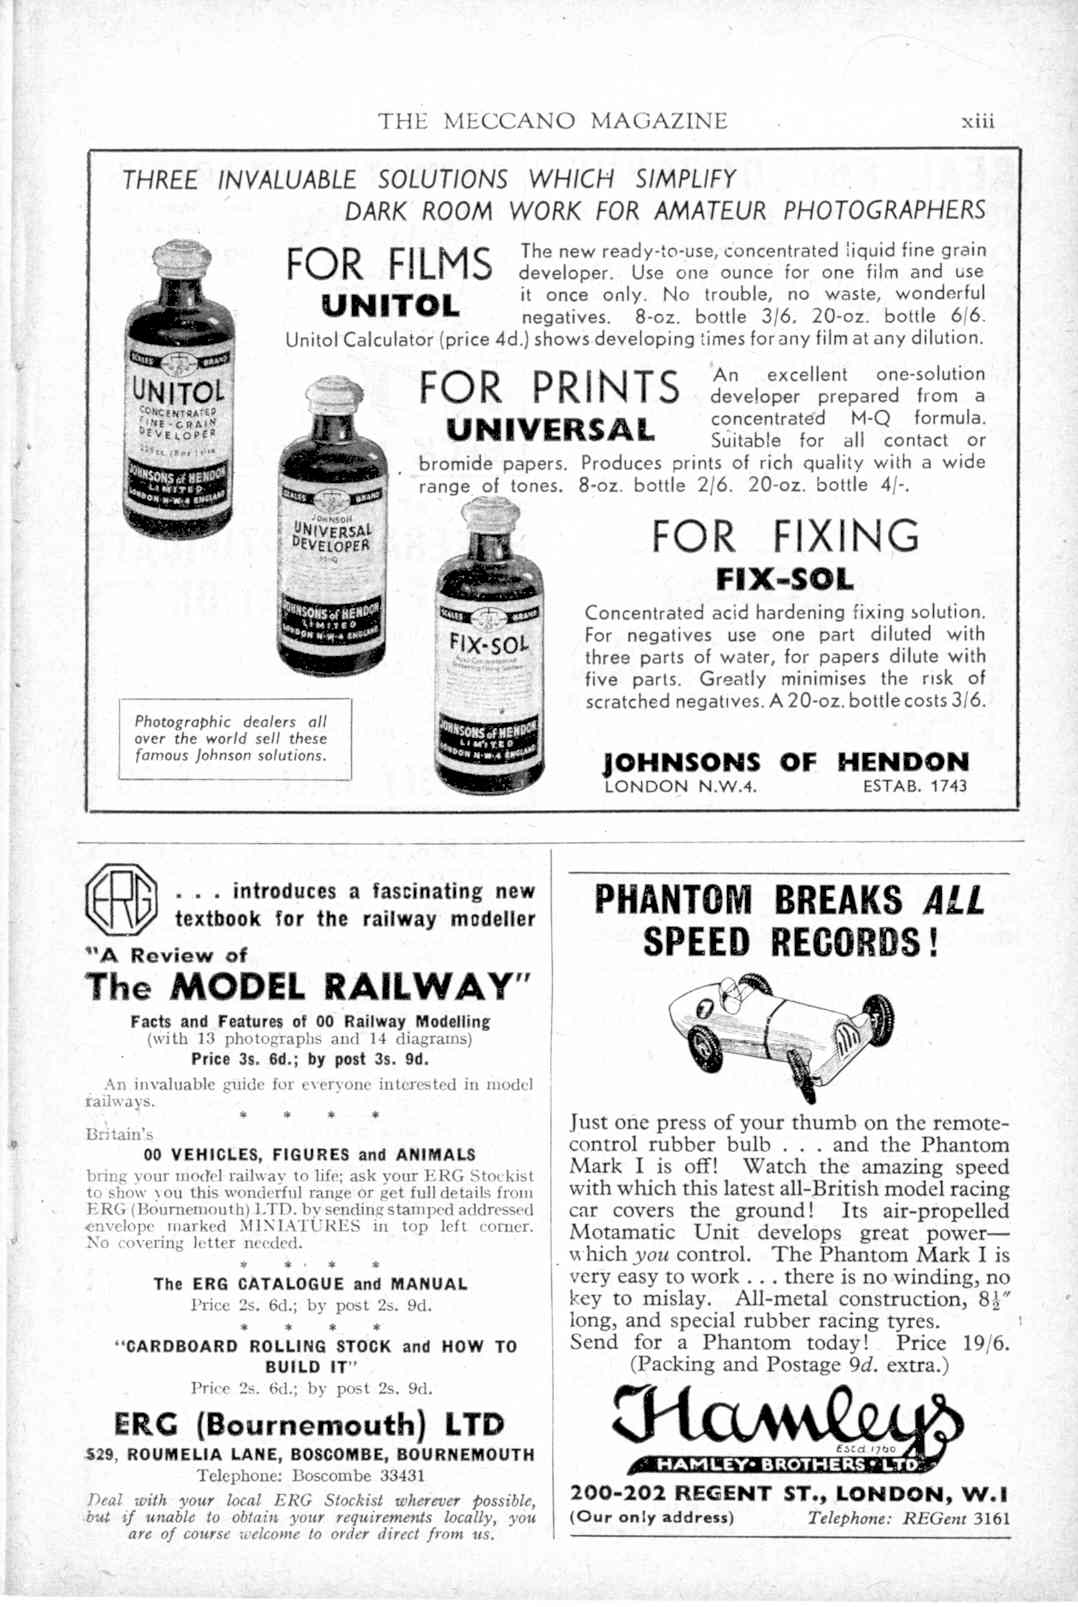 THE MECCANO MAGAZINE
xiii
THREE INVALUABLE SOLUTIONS WHICH SIMPLIFY
DARK ROOM WORK FOR AMATEUR PHOTOGRAPHERS
FOR FILMS
UNITOL
The new ready-to-use, concentrated liquid fine grain
developer. Use one ounce for one film and use
it once only. No trouble, no waste, wonderful
negatives. 8-oz. bottle 3/6. 20-oz. bottle 6/6.
Unitol Calculator (price 4d.) shows developing times for any film at any dilution.
SCALES BRAND
UNITOL
CONCENTRATED
FINE-GRAIN
DEVELOPER
JOHNSONS of HENDON
LIMITED
LONDON N·W·4 ENGLAND
FOR PRINTS
UNIVERSAL
An excellent one-solution
developer prepared from a
concentrated M-Q formula.
Suitable for all contact or
bromide papers. Produces prints of rich quality with a wide
range of tones. 8-oz. bottle 2/6. 20-oz. bottle 4/-.
SCALES BRAND
JOHNSON
UNIVERSAL
DEVELOPER
M-Q
JOHNSONS of HENDON
LIMITED
LONDON N·W·4 ENGLAND
FOR FIXING
FIX-SOL
Concentrated acid hardening fixing solution.
For negatives use one part diluted with
three parts of water, for papers dilute with
five parts. Greatly minimises the risk of
scratched negatives. A 20-oz. bottle costs 3/6.
SCALES BRAND
FIX-SOL
JOHNSONS of HENDON
LIMITED
LONDON N·W·4 ENGLAND
Photographic dealers all
over the world sell these
famous Johnson solutions.
JOHNSONS OF HENDON
LONDON N.W.4. ESTAB. 1743
ERG
. . . introduces a fascinating new
textbook for the railway modeller
"A Review of
The MODEL RAILWAY"
Facts and Features of 00 Railway Modelling
(with 13 photographs and 14 diagrams)
Price 3s. 6d.; by post 3s. 9d.
An invaluable guide for everyone interested in model
railways.
* * * *
Britain's
00 VEHICLES, FIGURES and ANIMALS
bring your model railway to life; ask your ERG Stockist
to show you this wonderful range or get full details from
ERG (Bournemouth) LTD. by sending stamped addressed
envelope marked MINIATURES in top left corner.
No covering letter needed.
* * * *
The ERG CATALOGUE and MANUAL
Price 2s. 6d.; by post 2s. 9d.
* * * *
"CARDBOARD ROLLING STOCK and HOW TO
BUILD IT"
Price 2s. 6d.; by post 2s. 9d.
ERG (Bournemouth) LTD
529, ROUMELIA LANE, BOSCOMBE, BOURNEMOUTH
Telephone: Boscombe 33431
Deal with your local ERG Stockist wherever possible,
but if unable to obtain your requirements locally, you
are of course welcome to order direct from us.
PHANTOM BREAKS ALL
SPEED RECORDS!
7
Just one press of your thumb on the remote-
control rubber bulb . . . and the Phantom
Mark I is off! Watch the amazing speed
with which this latest all-British model racing
car covers the ground! Its air-propelled
Motamatic Unit develops great power—
which you control. The Phantom Mark I is
very easy to work . . . there is no winding, no
key to mislay. All-metal construction, 8½"
long, and special rubber racing tyres.
Send for a Phantom today! Price 19/6.
(Packing and Postage 9d. extra.)
Hamleys
Estd. 1760
HAMLEY· BROTHERS· LTD
200-202 REGENT ST., LONDON, W.1
(Our only address) Telephone: REGent 3161